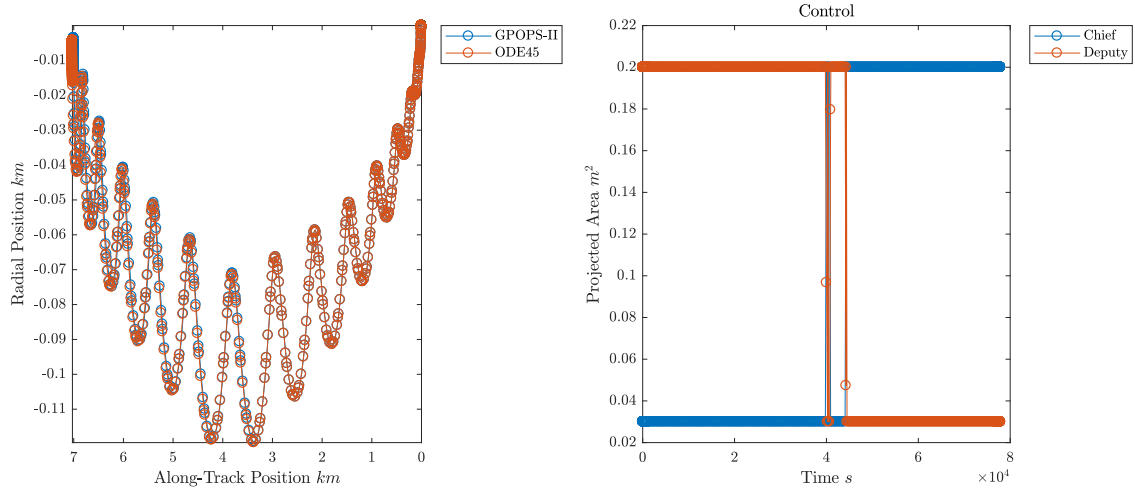 GPOPS-II
ODE45
-0.01
-0.02
-0.03
-0.04
-0.05
-0.06
-0.07
-0.08
-0.09
-0.1
-0.11
Radial Position km
7 6 5 4 3 2 1 0
Along-Track Position km
Control
Chief
Deputy
0.22
0.2
0.18
0.16
0.14
0.12
0.1
0.08
0.06
0.04
0.02
Projected Area m²
0 2 4 6 8
Time s
×10⁴